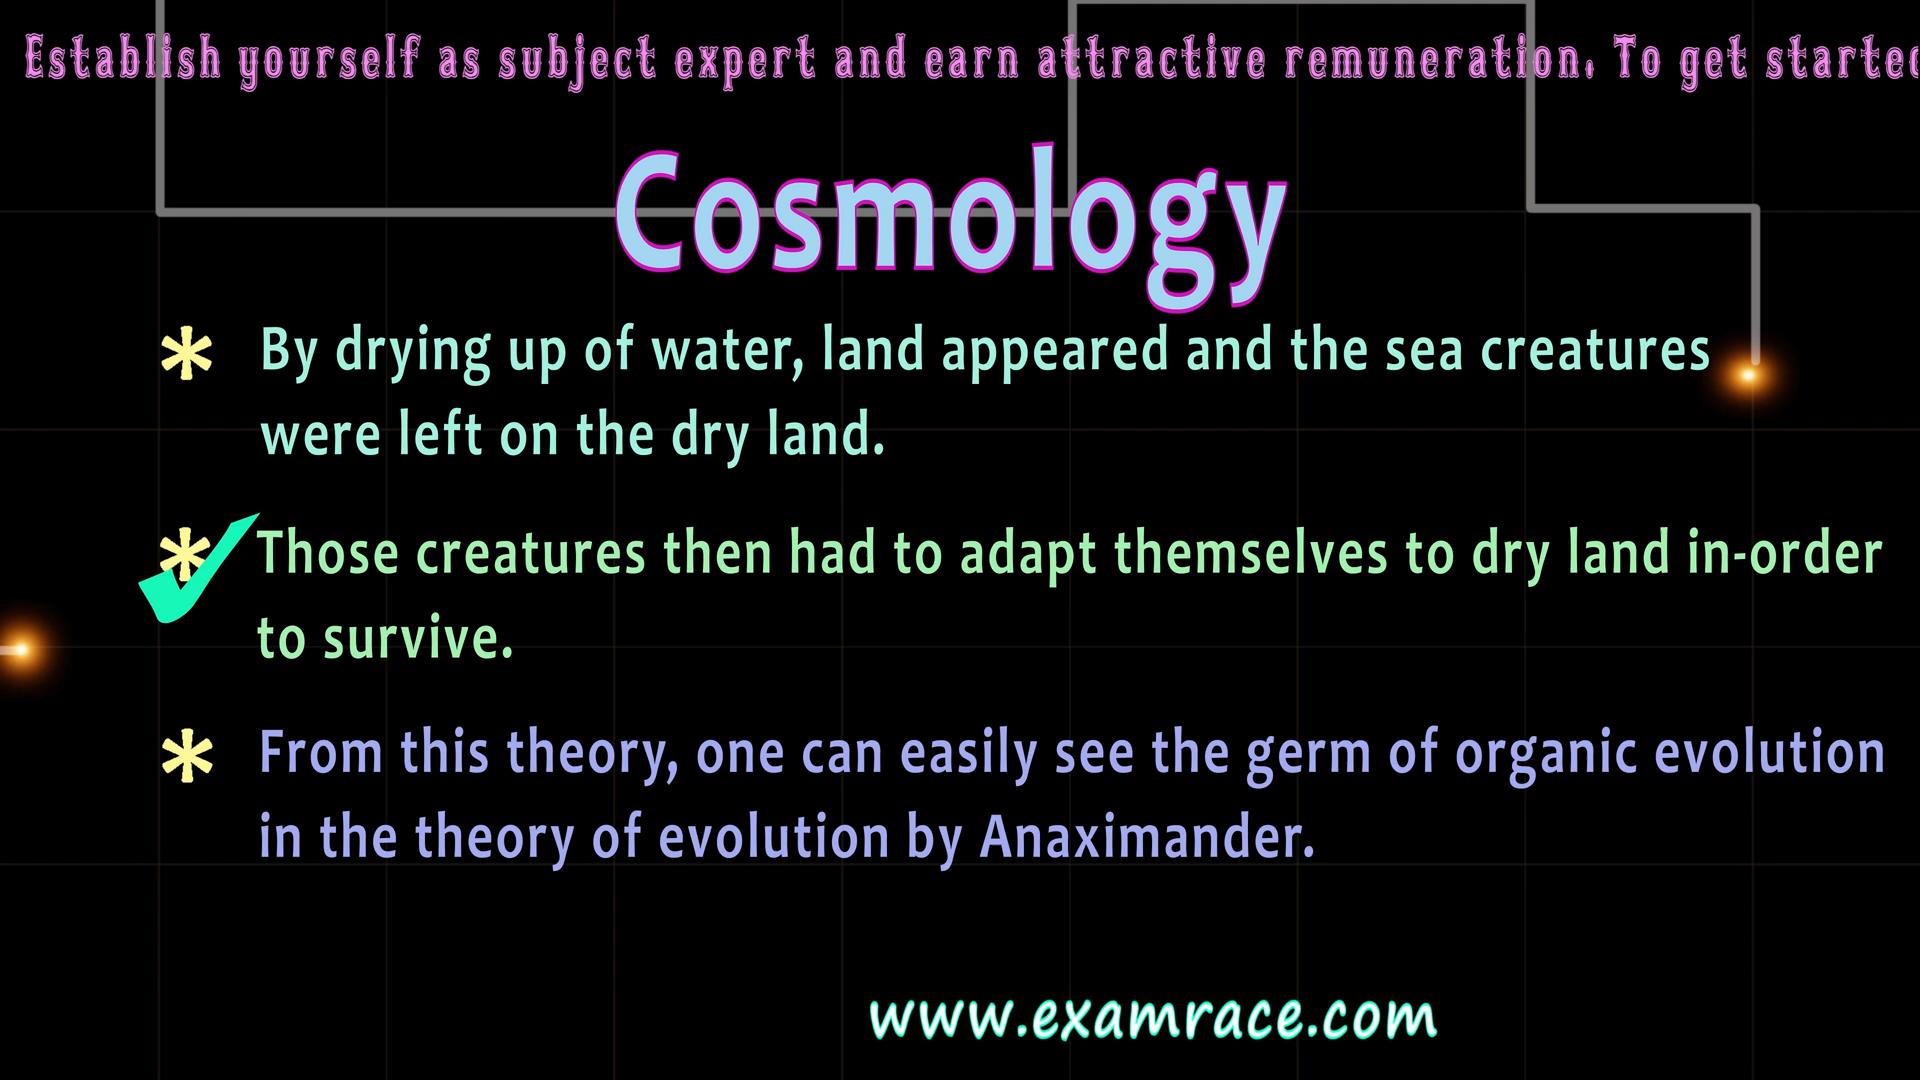 Establish yourself as subject expert and earn attractive remuneration. To get started
Cosmology
* By drying up of water, land appeared and the sea creatures
were left on the dry land.
* Those creatures then had to adapt themselves to dry land in-order
to survive.
* From this theory, one can easily see the germ of organic evolution
in the theory of evolution by Anaximander.
www.examrace.com